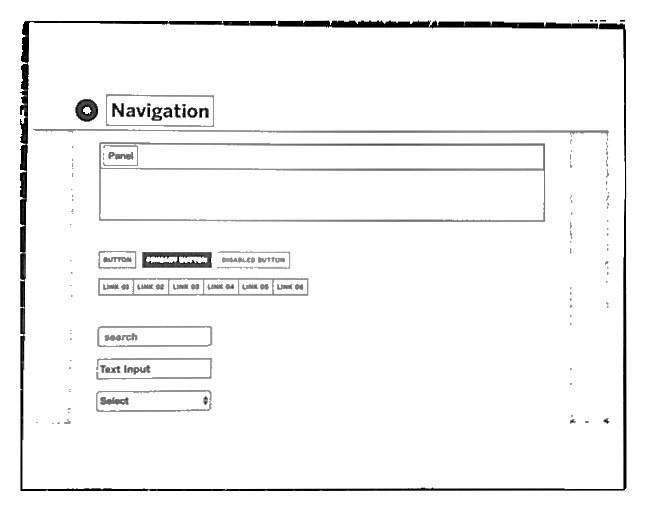 Navigation
Panel
BUTTON PRIMARY BUTTON DISABLED BUTTON
LINK 01 LINK 02 LINK 03 LINK 04 LINK 05 LINK 06
search
Text Input
Select